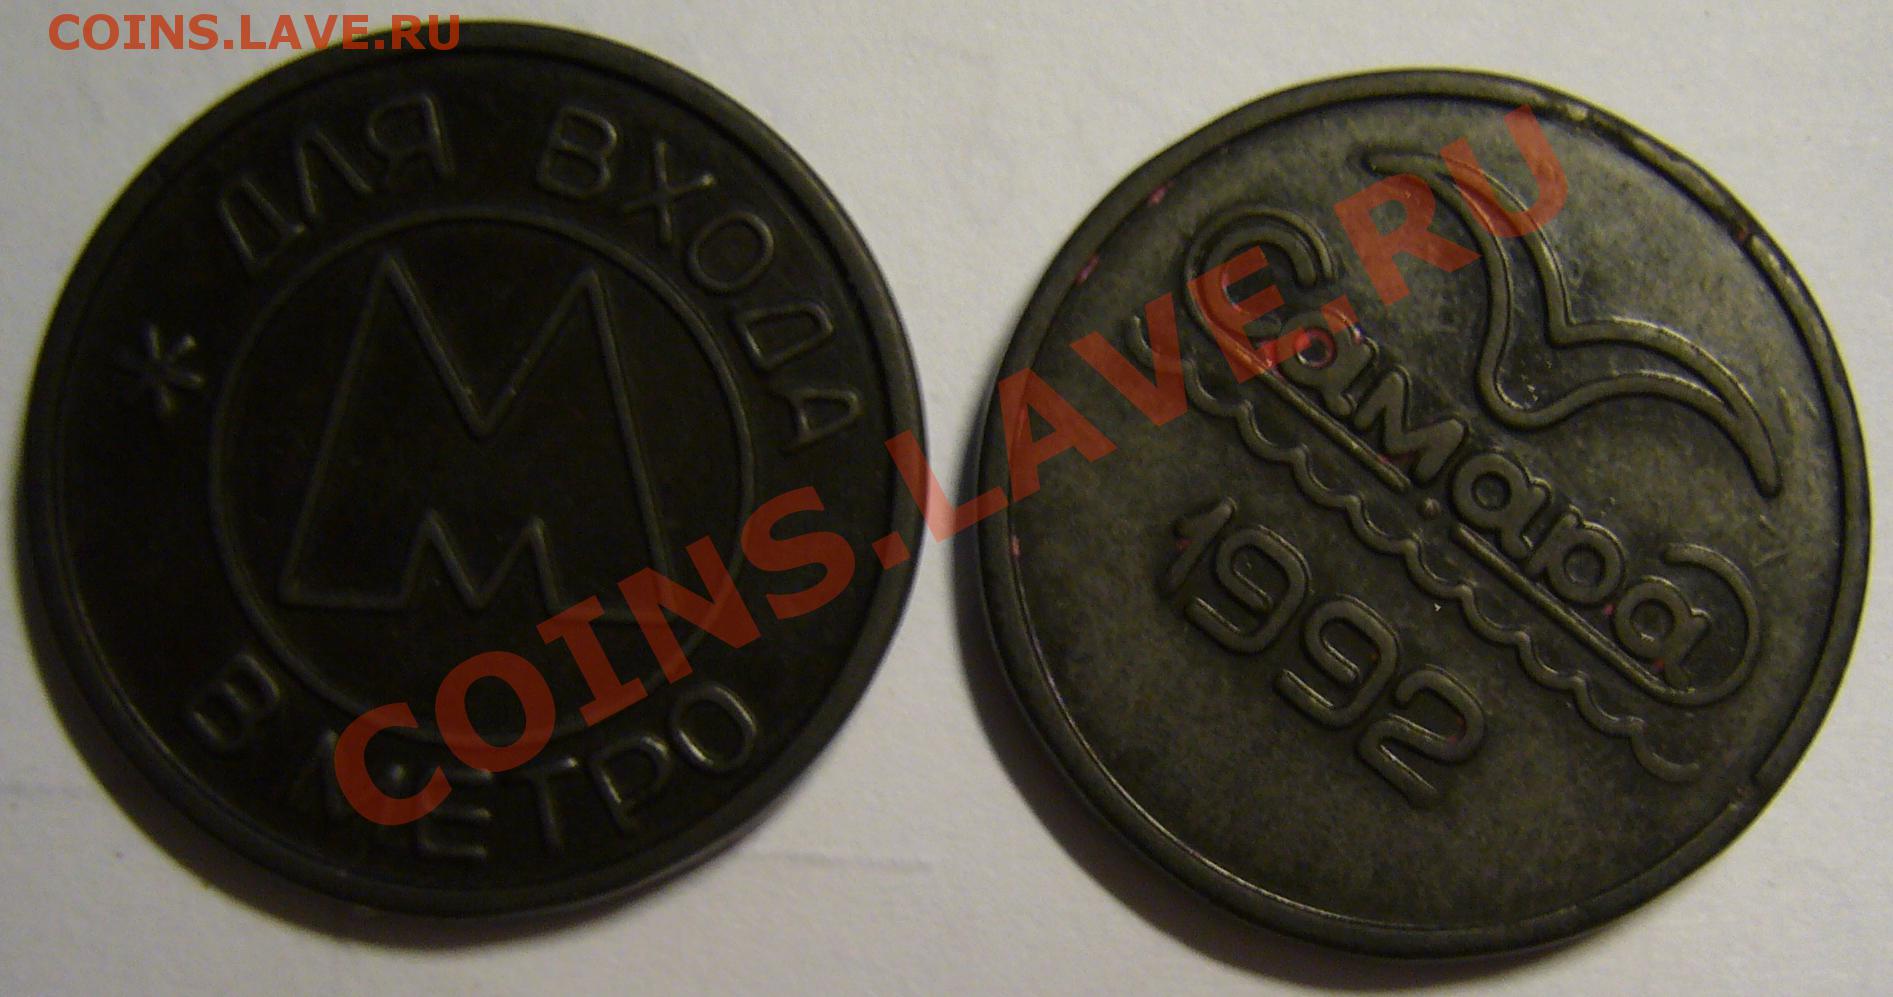 COINS.LAVE.RU
* ДЛЯ ВХОДА
В МЕТРО
М
Самара
1992
COINS.LAVE.RU